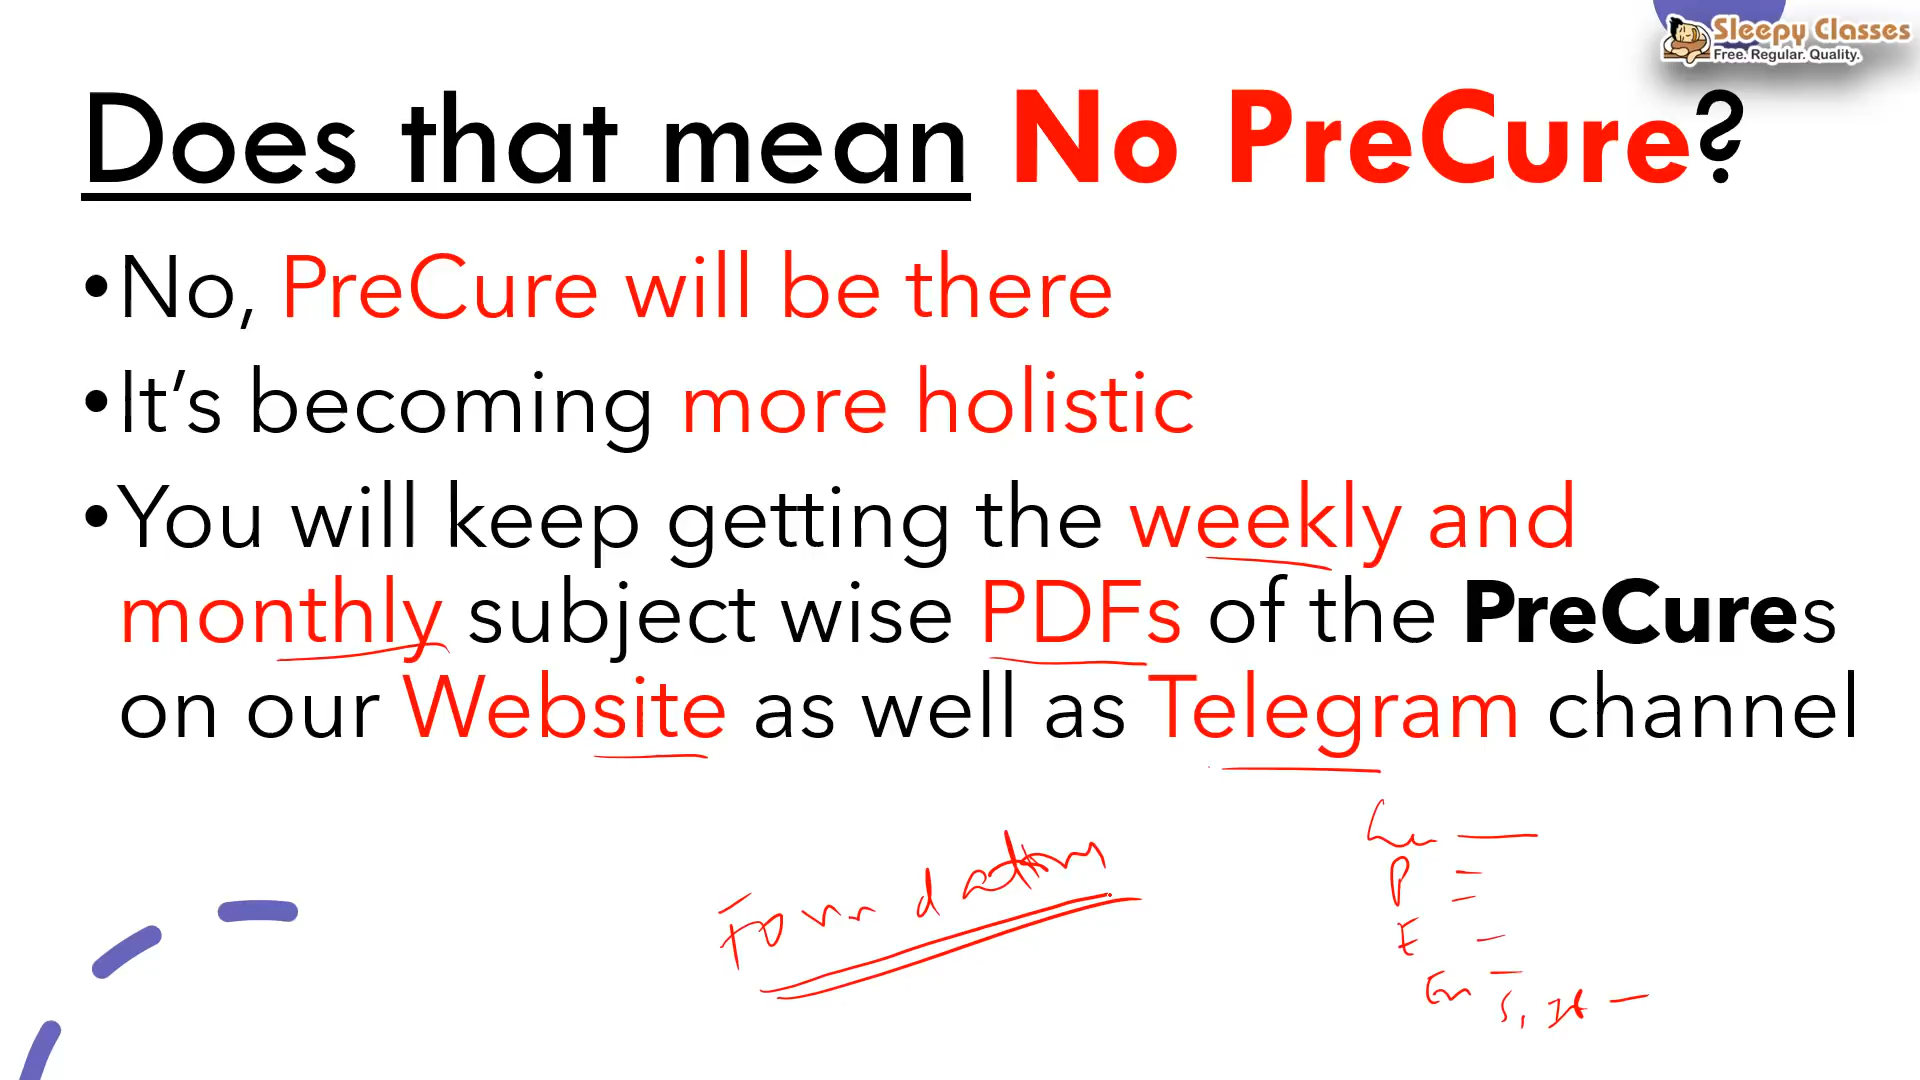 Sleepy Classes
Free. Regular. Quality.
Does that mean No PreCure?
•No, PreCure will be there
•It's becoming more holistic
•You will keep getting the weekly and
monthly subject wise PDFs of the PreCures
on our Website as well as Telegram channel
Foundation
P
E
En